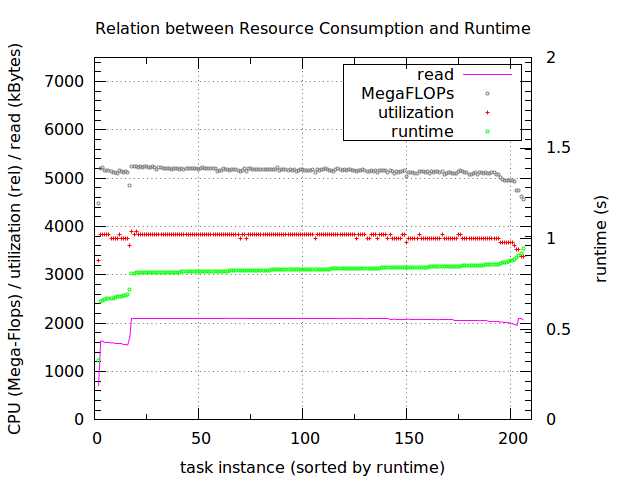 Relation between Resource Consumption and Runtime
CPU (Mega-Flops) / utilization (rel) / read (kBytes)
7000
6000
5000
4000
3000
2000
1000
0
read
MegaFLOPs
utilization
runtime
2
1.5
1
0.5
0
runtime (s)
0 50 100 150 200
task instance (sorted by runtime)